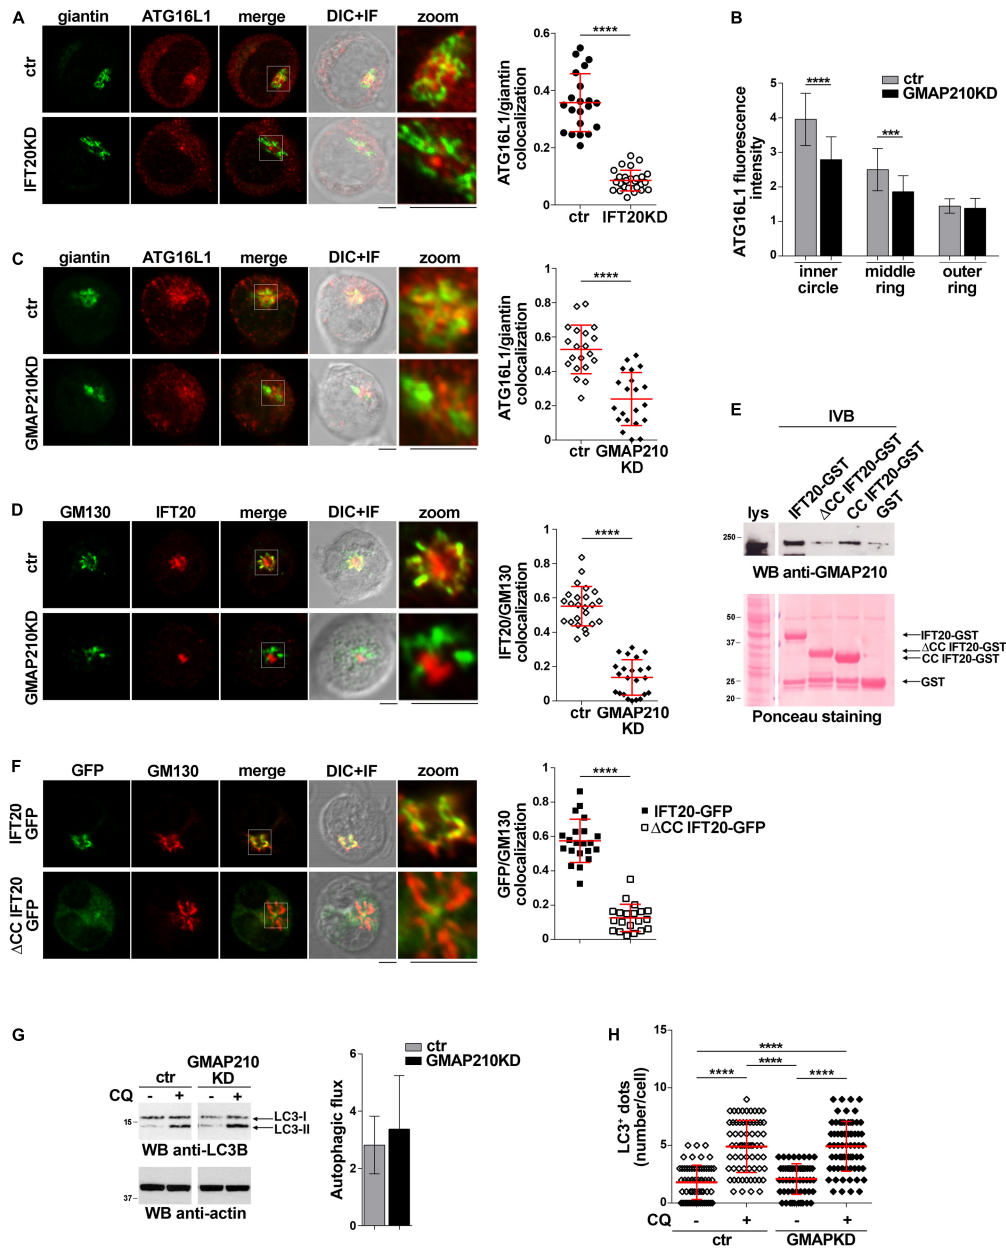 A
giantin ATG16L1 merge DIC+IF zoom
ctr
IFT20KD
ATG16L1/giantin
colocalization
0.6
0.4
0.2
0
****
ctr IFT20KD
B
ATG16L1 fluorescence
intensity
5
4
3
2
1
0
****
***
ctr
GMAP210KD
inner
circle
middle
ring
outer
ring
C
giantin ATG16L1 merge DIC+IF zoom
ctr
GMAP210KD
ATG16L1/giantin
colocalization
1
0.8
0.6
0.4
0.2
0
****
ctr GMAP210
KD
D
GM130 IFT20 merge DIC+IF zoom
ctr
GMAP210KD
IFT20/GM130
colocalization
1
0.8
0.6
0.4
0.2
0
****
ctr GMAP210
KD
E
IVB
lys
IFT20-GST
ΔCC IFT20-GST
CC IFT20-GST
GST
250
WB anti-GMAP210
50
37
25
20
IFT20-GST
ΔCC IFT20-GST
CC IFT20-GST
GST
Ponceau staining
F
GFP GM130 merge DIC+IF zoom
IFT20
GFP
ΔCC IFT20
GFP
GFP/GM130
colocalization
1
0.8
0.6
0.4
0.2
0
****
IFT20-GFP
ΔCC IFT20-GFP
G
ctr
GMAP210
KD
CQ - + - +
15
LC3-I
LC3-II
WB anti-LC3B
37
WB anti-actin
Autophagic flux
6
4
2
0
ctr
GMAP210KD
H
LC3+ dots
(number/cell)
15
10
5
0
****
****
**** ****
CQ - + - +
ctr GMAPKD